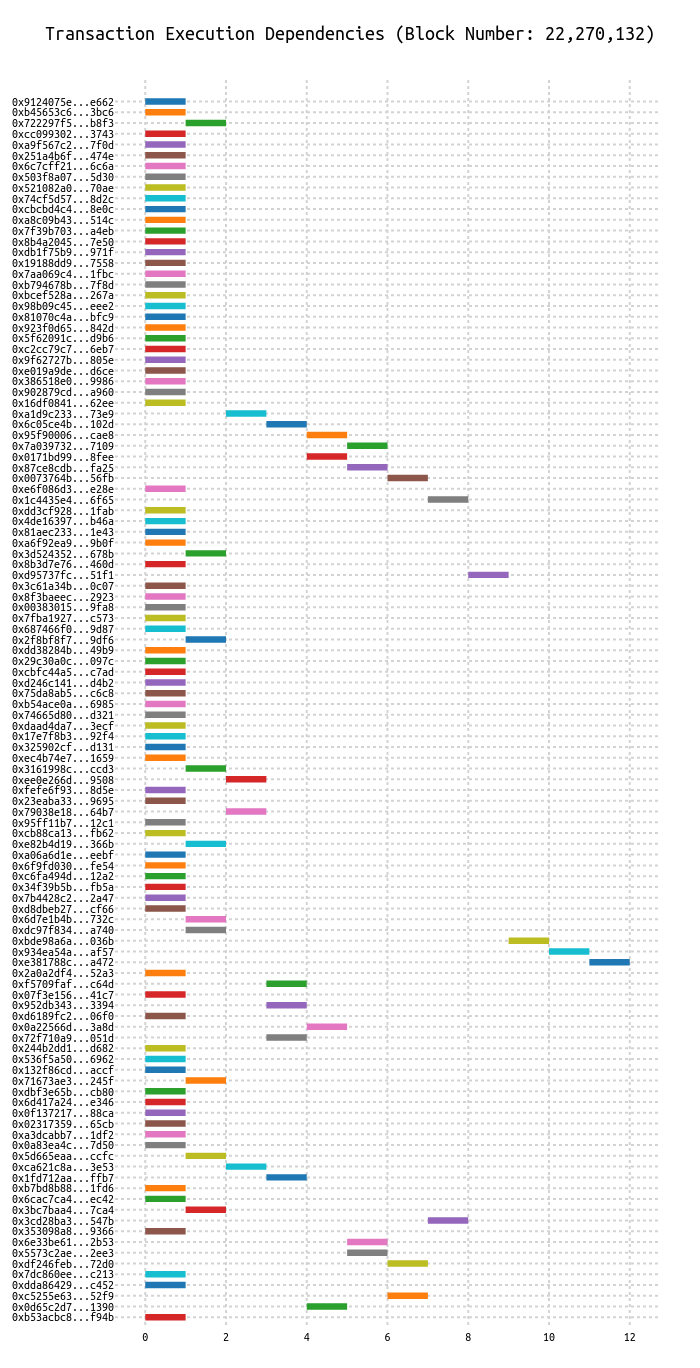 Transaction Execution Dependencies (Block Number: 22,270,132)
0x9124075e...e662
0xb45653c6...3bc6
0x722297f5...b8f3
0xcc099302...3743
0xa9f567c2...7f0d
0x251a4b6f...474e
0x6c7cff21...6c6a
0x503f8a07...5d30
0x521082a0...70ae
0x74cf5d57...8d2c
0xcbcbd4c4...8e0c
0xa8c09b43...514c
0x7f39b703...a4eb
0x8b4a2045...7e50
0xdb1f75b9...971f
0x19188dd9...7558
0x7aa069c4...1fbc
0xb794678b...7f8d
0xbcef528a...267a
0x98b09c45...eee2
0x81070c4a...bfc9
0x923f0d65...842d
0x5f62091c...d9b6
0xc2cc79c7...6eb7
0x9f62727b...805e
0xe019a9de...d6ce
0x386518e0...9986
0x902879cd...a960
0x16df0841...62ee
0xa1d9c233...73e9
0x6c05ce4b...102d
0x95f90006...cae8
0x7a039732...7109
0x0171bd99...8fee
0x87ce8cdb...fa25
0x0073764b...56fb
0xe6f086d3...e28e
0x1c4435e4...6f65
0xdd3cf928...1fab
0x4de16397...b46a
0x81aec233...1e43
0xa6f92ea9...9b0f
0x3d524352...678b
0x8b3d7e76...460d
0xd95737fc...51f1
0x3c61a34b...0c07
0x8f3baeec...2923
0x00383015...9fa8
0x7fba1927...c573
0x687466f0...9d87
0x2f8bf8f7...9df6
0xdd38284b...49b9
0x29c30a0c...097c
0xcbfc44a5...c7ad
0xd246c141...d4b2
0x75da8ab5...c6c8
0xb54ace0a...6985
0x74665d80...d321
0xdaad4da7...3ecf
0x17e7f8b3...92f4
0x325902cf...d131
0xec4b74e7...1659
0x3161998c...ccd3
0xee0e266d...9508
0xfefe6f93...8d5e
0x23eaba33...9695
0x79038e18...64b7
0x95ff11b7...12c1
0xcb88ca13...fb62
0xe82b4d19...366b
0xa06a6d1e...eebf
0x6f9fd030...fe54
0xc6fa494d...12a2
0x34f39b5b...fb5a
0x7b4428c2...2a47
0xd8dbeb27...cf66
0x6d7e1b4b...732c
0xdc97f834...a740
0xbde98a6a...036b
0x934ea54a...af57
0xe381788c...a472
0x2a0a2df4...52a3
0xf5709faf...c64d
0x07f3e156...41c7
0x952db343...3394
0xd6189fc2...06f0
0x0a22566d...3a8d
0x72f710a9...051d
0x244b2dd1...d682
0x536f5a50...6962
0x132f86cd...accf
0x71673ae3...245f
0xdbf3e65b...cb80
0x6d417a24...e346
0x0f137217...88ca
0x02317359...65cb
0xa3dcabb7...1df2
0x0a83ea4c...7d50
0x5d665eaa...ccfc
0xca621c8a...3e53
0x1fd712aa...ffb7
0xb7bd8b88...1fd6
0x6cac7ca4...ec42
0x3bc7baa4...7ca4
0x3cd28ba3...547b
0x353098a8...9366
0x6e33be61...2b53
0x5573c2ae...2ee3
0xdf246feb...72d0
0x7dc860ee...c213
0xdda86429...c452
0xc5255e63...52f9
0x0d65c2d7...1390
0xb53acbc8...f94b
0 2 4 6 8 10 12